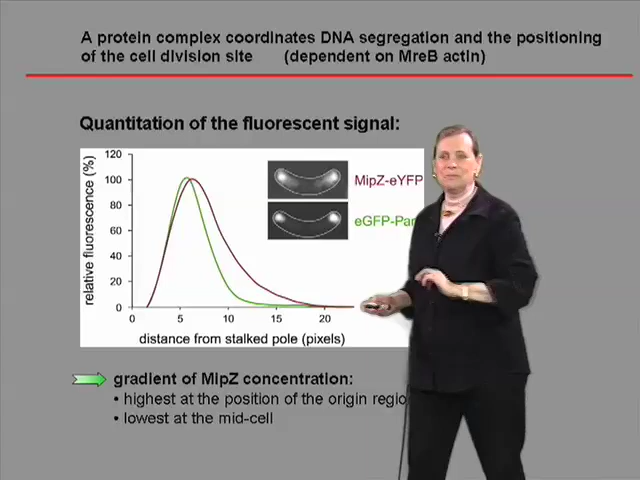 A protein complex coordinates DNA segregation and the positioning
of the cell division site (dependent on MreB actin)
Quantitation of the fluorescent signal:
120
100
80
60
40
20
0
relative fluorescence (%)
MipZ-eYFP
eGFP-Par
0 5 10 15 20
distance from stalked pole (pixels)
gradient of MipZ concentration:
• highest at the position of the origin regio
• lowest at the mid-cell